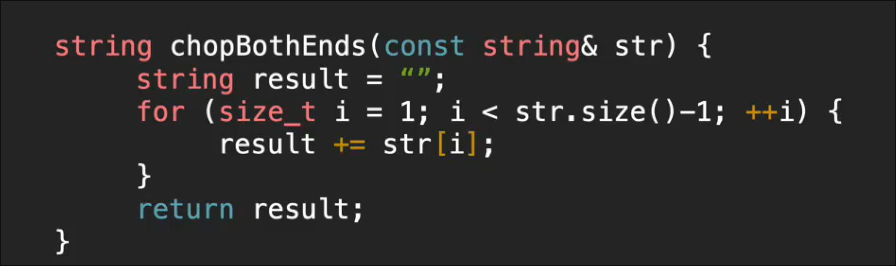 string chopBothEnds(const string& str) {
string result = “”;
for (size_t i = 1; i < str.size()-1; ++i) {
result += str[i];
}
return result;
}